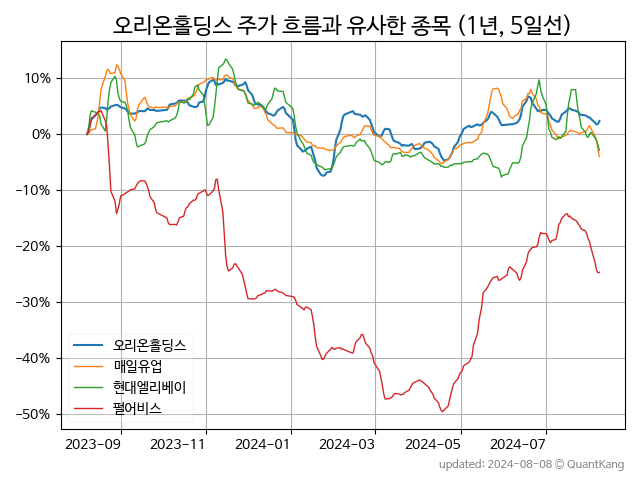 오리온홀딩스 주가 흐름과 유사한 종목 (1년, 5일선)
10%
0%
−10%
−20%
−30%
−40%
−50%
오리온홀딩스
매일유업
현대엘리베이
펄어비스
2023-09
2023-11
2024-01
2024-03
2024-05
2024-07
updated: 2024-08-08 © QuantKang